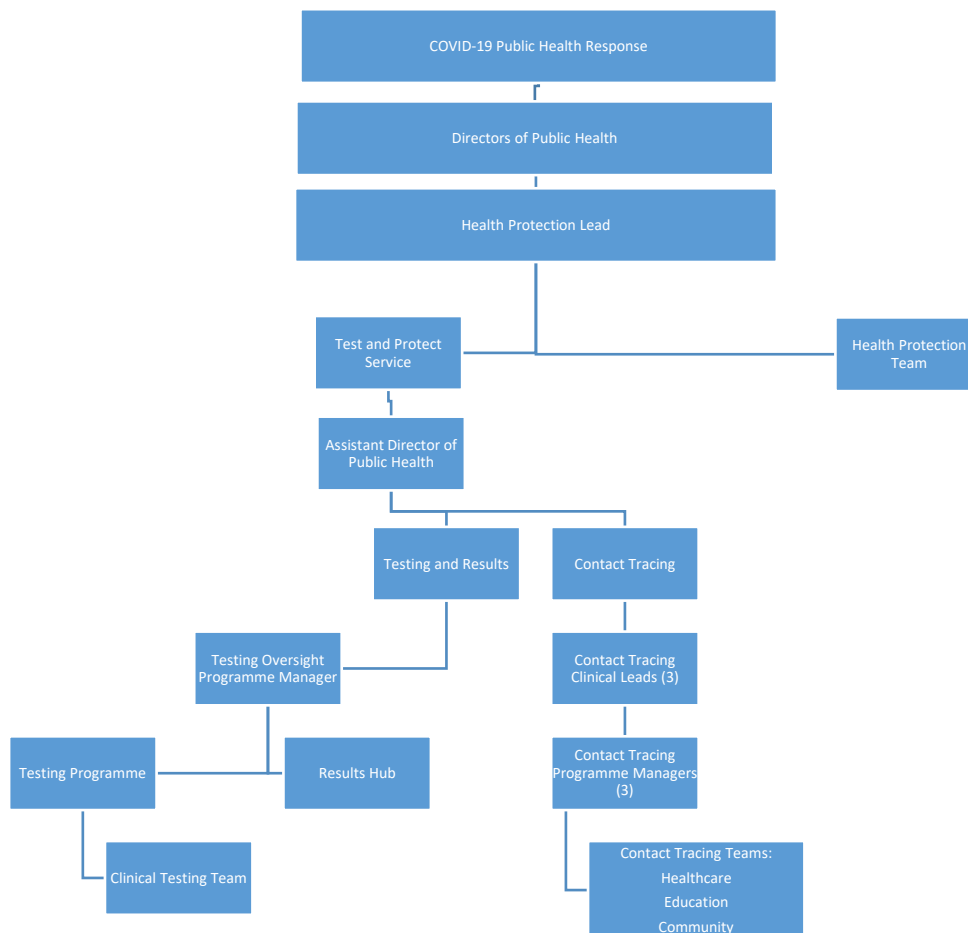 COVID-19 Public Health Response
Directors of Public Health
Health Protection Lead
Test and Protect
Service
Health Protection
Team
Assistant Director of
Public Health
Testing and Results
Contact Tracing
Testing Oversight
Programme Manager
Contact Tracing
Clinical Leads (3)
Testing Programme
Results Hub
Contact Tracing
Programme Managers
(3)
Clinical Testing Team
Contact Tracing Teams:
Healthcare
Education
Community